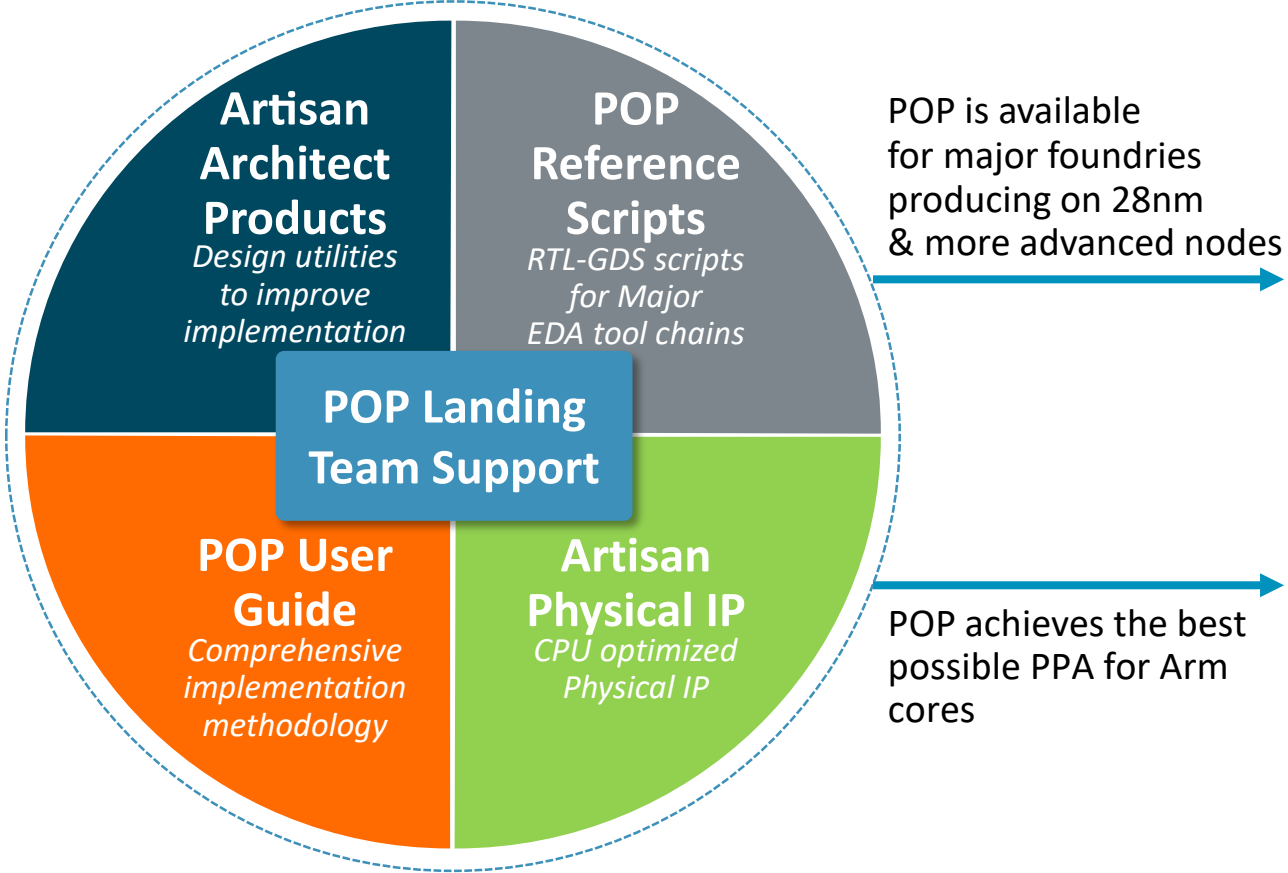 Artisan
Architect
Products
Design utilities
to improve
implementation
POP
Reference
Scripts
RTL-GDS scripts
for Major
EDA tool chains
POP is available
for major foundries
producing on 28nm
& more advanced nodes
POP Landing
Team Support
POP User
Guide
Comprehensive
implementation
methodology
Artisan
Physical IP
CPU optimized
Physical IP
POP achieves the best
possible PPA for Arm
cores